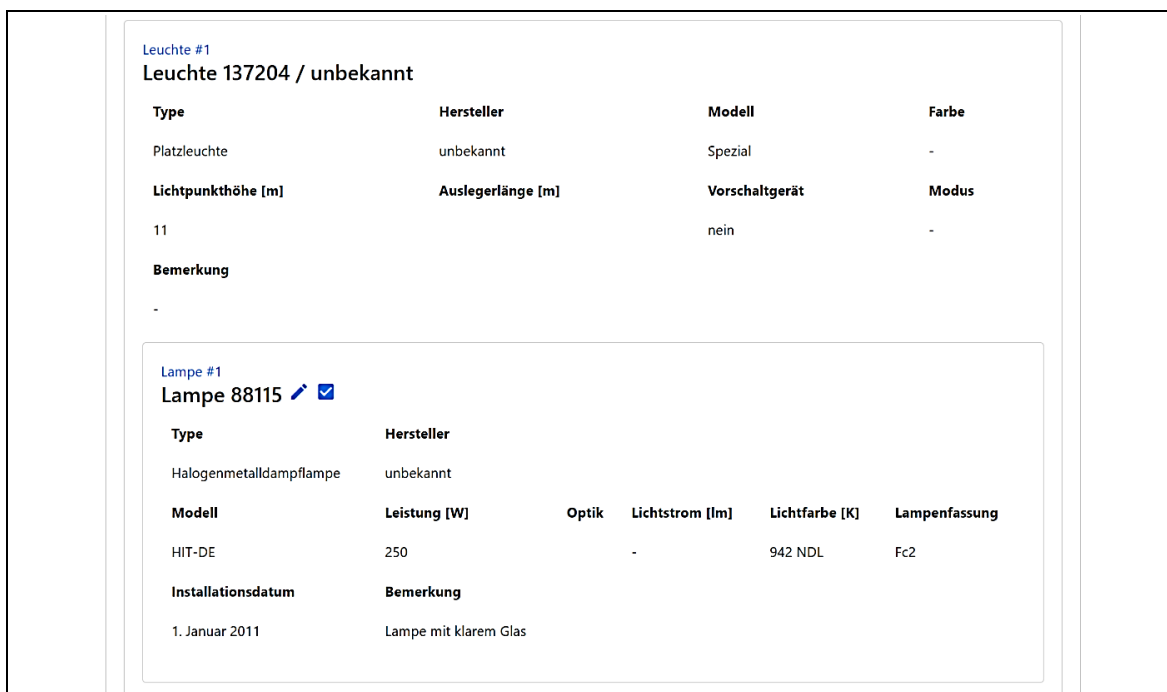 Leuchte #1
Leuchte 137204 / unbekannt
Type Hersteller Modell Farbe
Platzleuchte unbekannt Spezial -
Lichtpunkthöhe [m] Auslegerlänge [m] Vorschaltgerät Modus
11 nein -
Bemerkung
-
Lampe #1
Lampe 88115
Type Hersteller
Halogenmetalldampflampe unbekannt
Modell Leistung [W] Optik Lichtstrom [lm] Lichtfarbe [K] Lampenfassung
HIT-DE 250 - 942 NDL Fc2
Installationsdatum Bemerkung
1. Januar 2011 Lampe mit klarem Glas